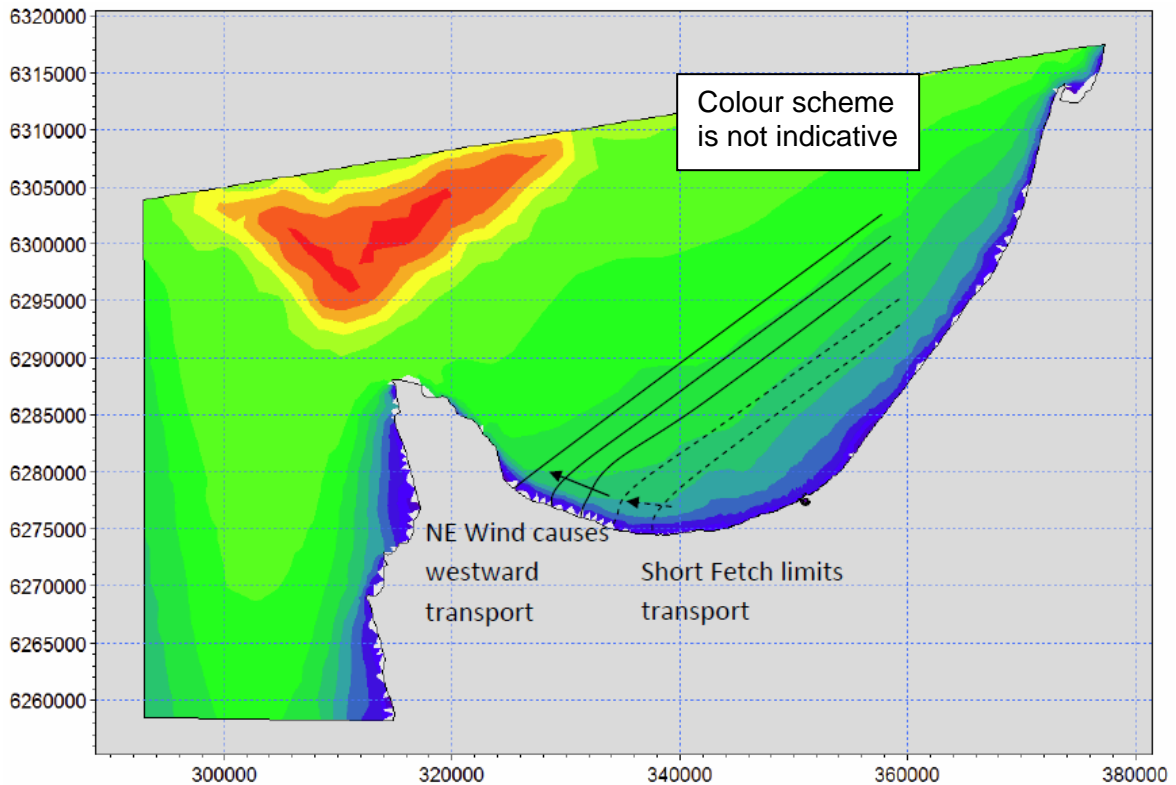 6320000
6315000
6310000
6305000
6300000
6295000
6290000
6285000
6280000
6275000
6270000
6265000
6260000
Colour scheme
is not indicative
NE Wind causes
westward
transport
Short Fetch limits
transport
300000
320000
340000
360000
380000